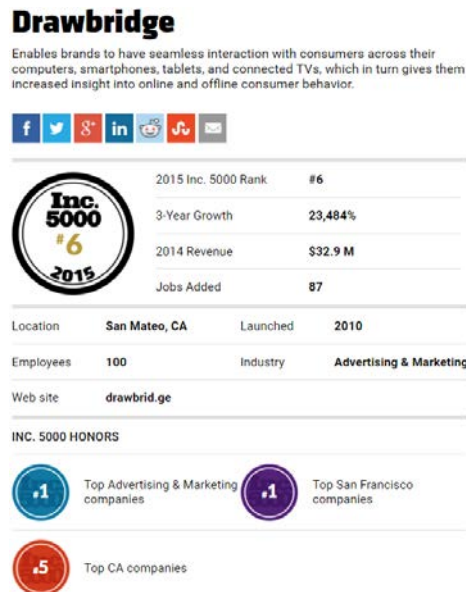 Drawbridge
Enables brands to have seamless interaction with consumers across their
computers, smartphones, tablets, and connected TVs, which in turn gives them
increased insight into online and offline consumer behavior.
f g+ in
Inc.
5000
#6
2015
2015 Inc. 5000 Rank #6
3-Year Growth 23,484%
2014 Revenue $32.9 M
Jobs Added 87
Location San Mateo, CA Launched 2010
Employees 100 Industry Advertising & Marketing
Web site drawbrid.ge
INC. 5000 HONORS
#1 Top Advertising & Marketing #1 Top San Francisco
companies companies
#5 Top CA companies